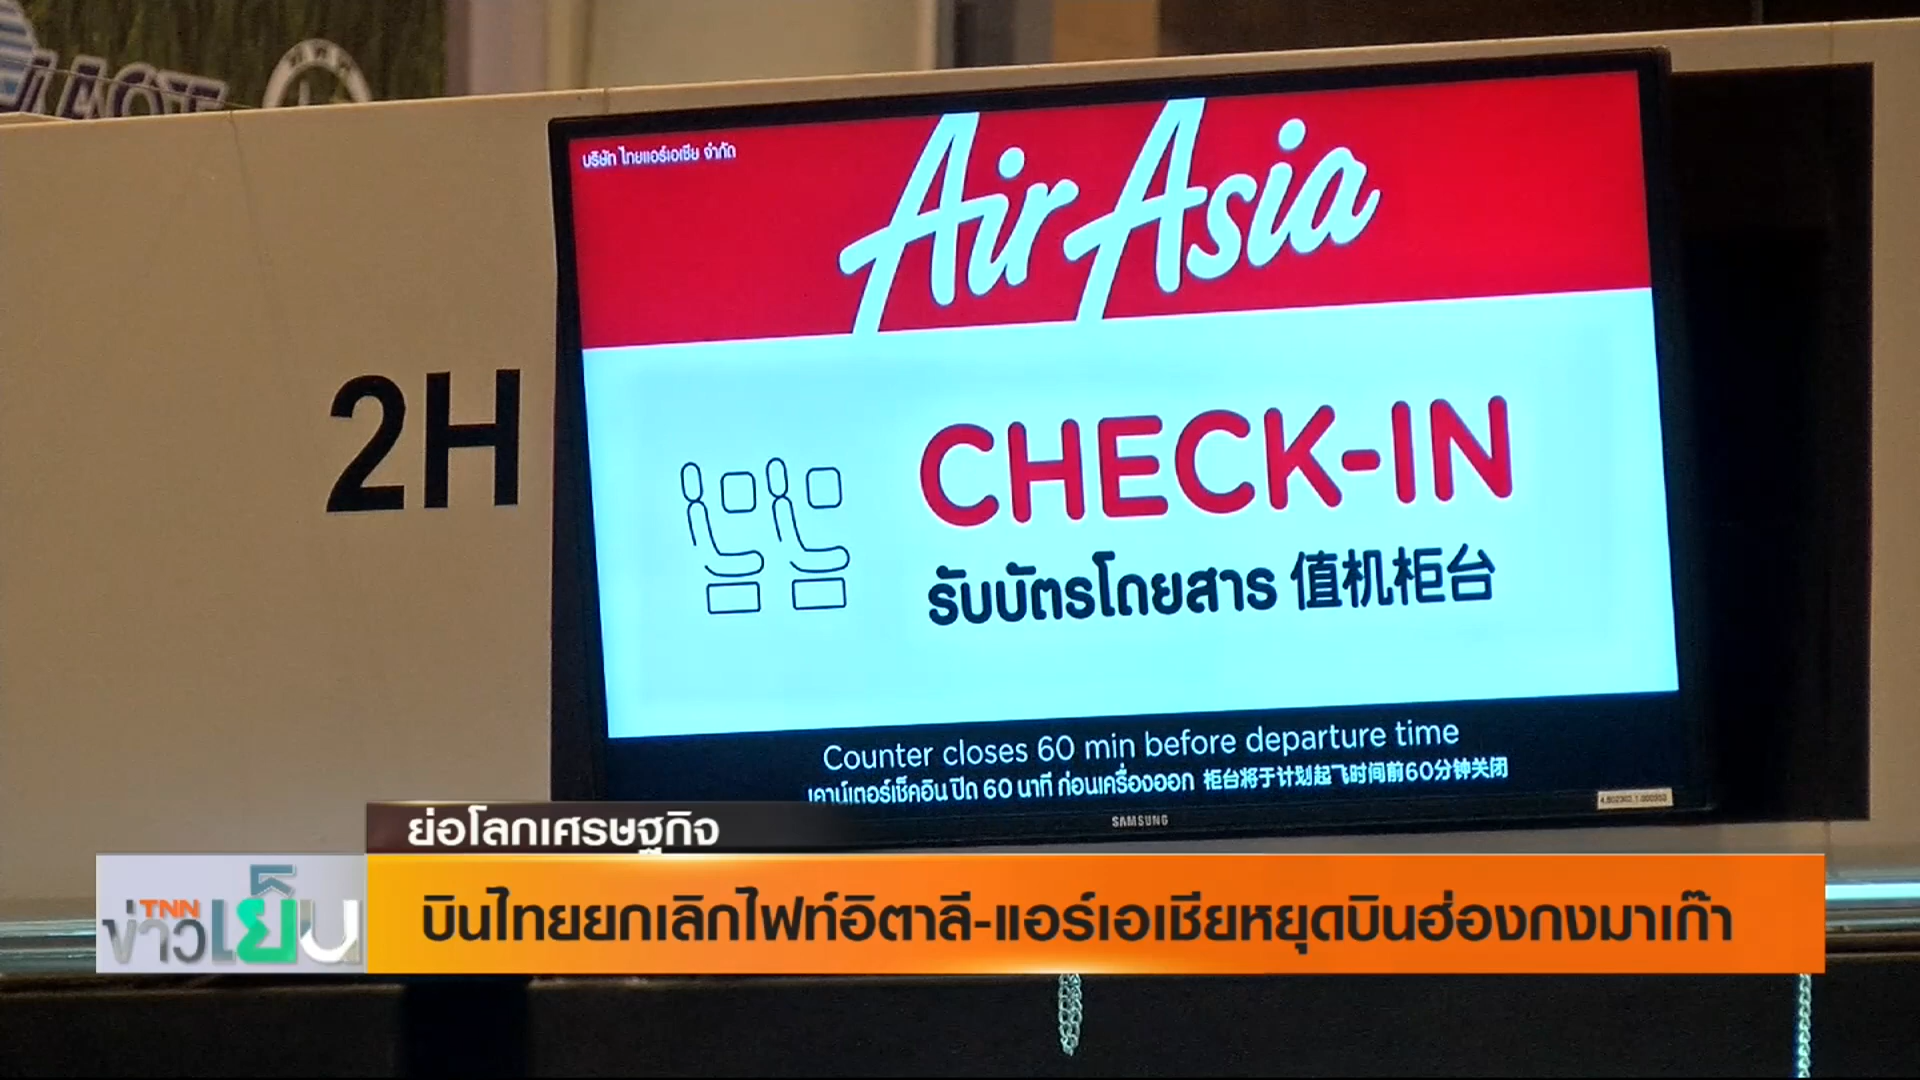 บริษัท ไทยแอร์เอเชีย จำกัด
AirAsia
2H
CHECK-IN
รับบัตรโดยสาร 值机柜台
Counter closes 60 min before departure time
เคาน์เตอร์เช็คอิน ปิด 60 นาที ก่อนเครื่องออก 柜台将于计划起飞时间前60分钟关闭
SAMSUNG
ย่อโลกเศรษฐกิจ
TNN
ข่าวเย็น
บินไทยยกเลิกไฟท์อิตาลี-แอร์เอเชียหยุดบินฮ่องกงมาเก๊า